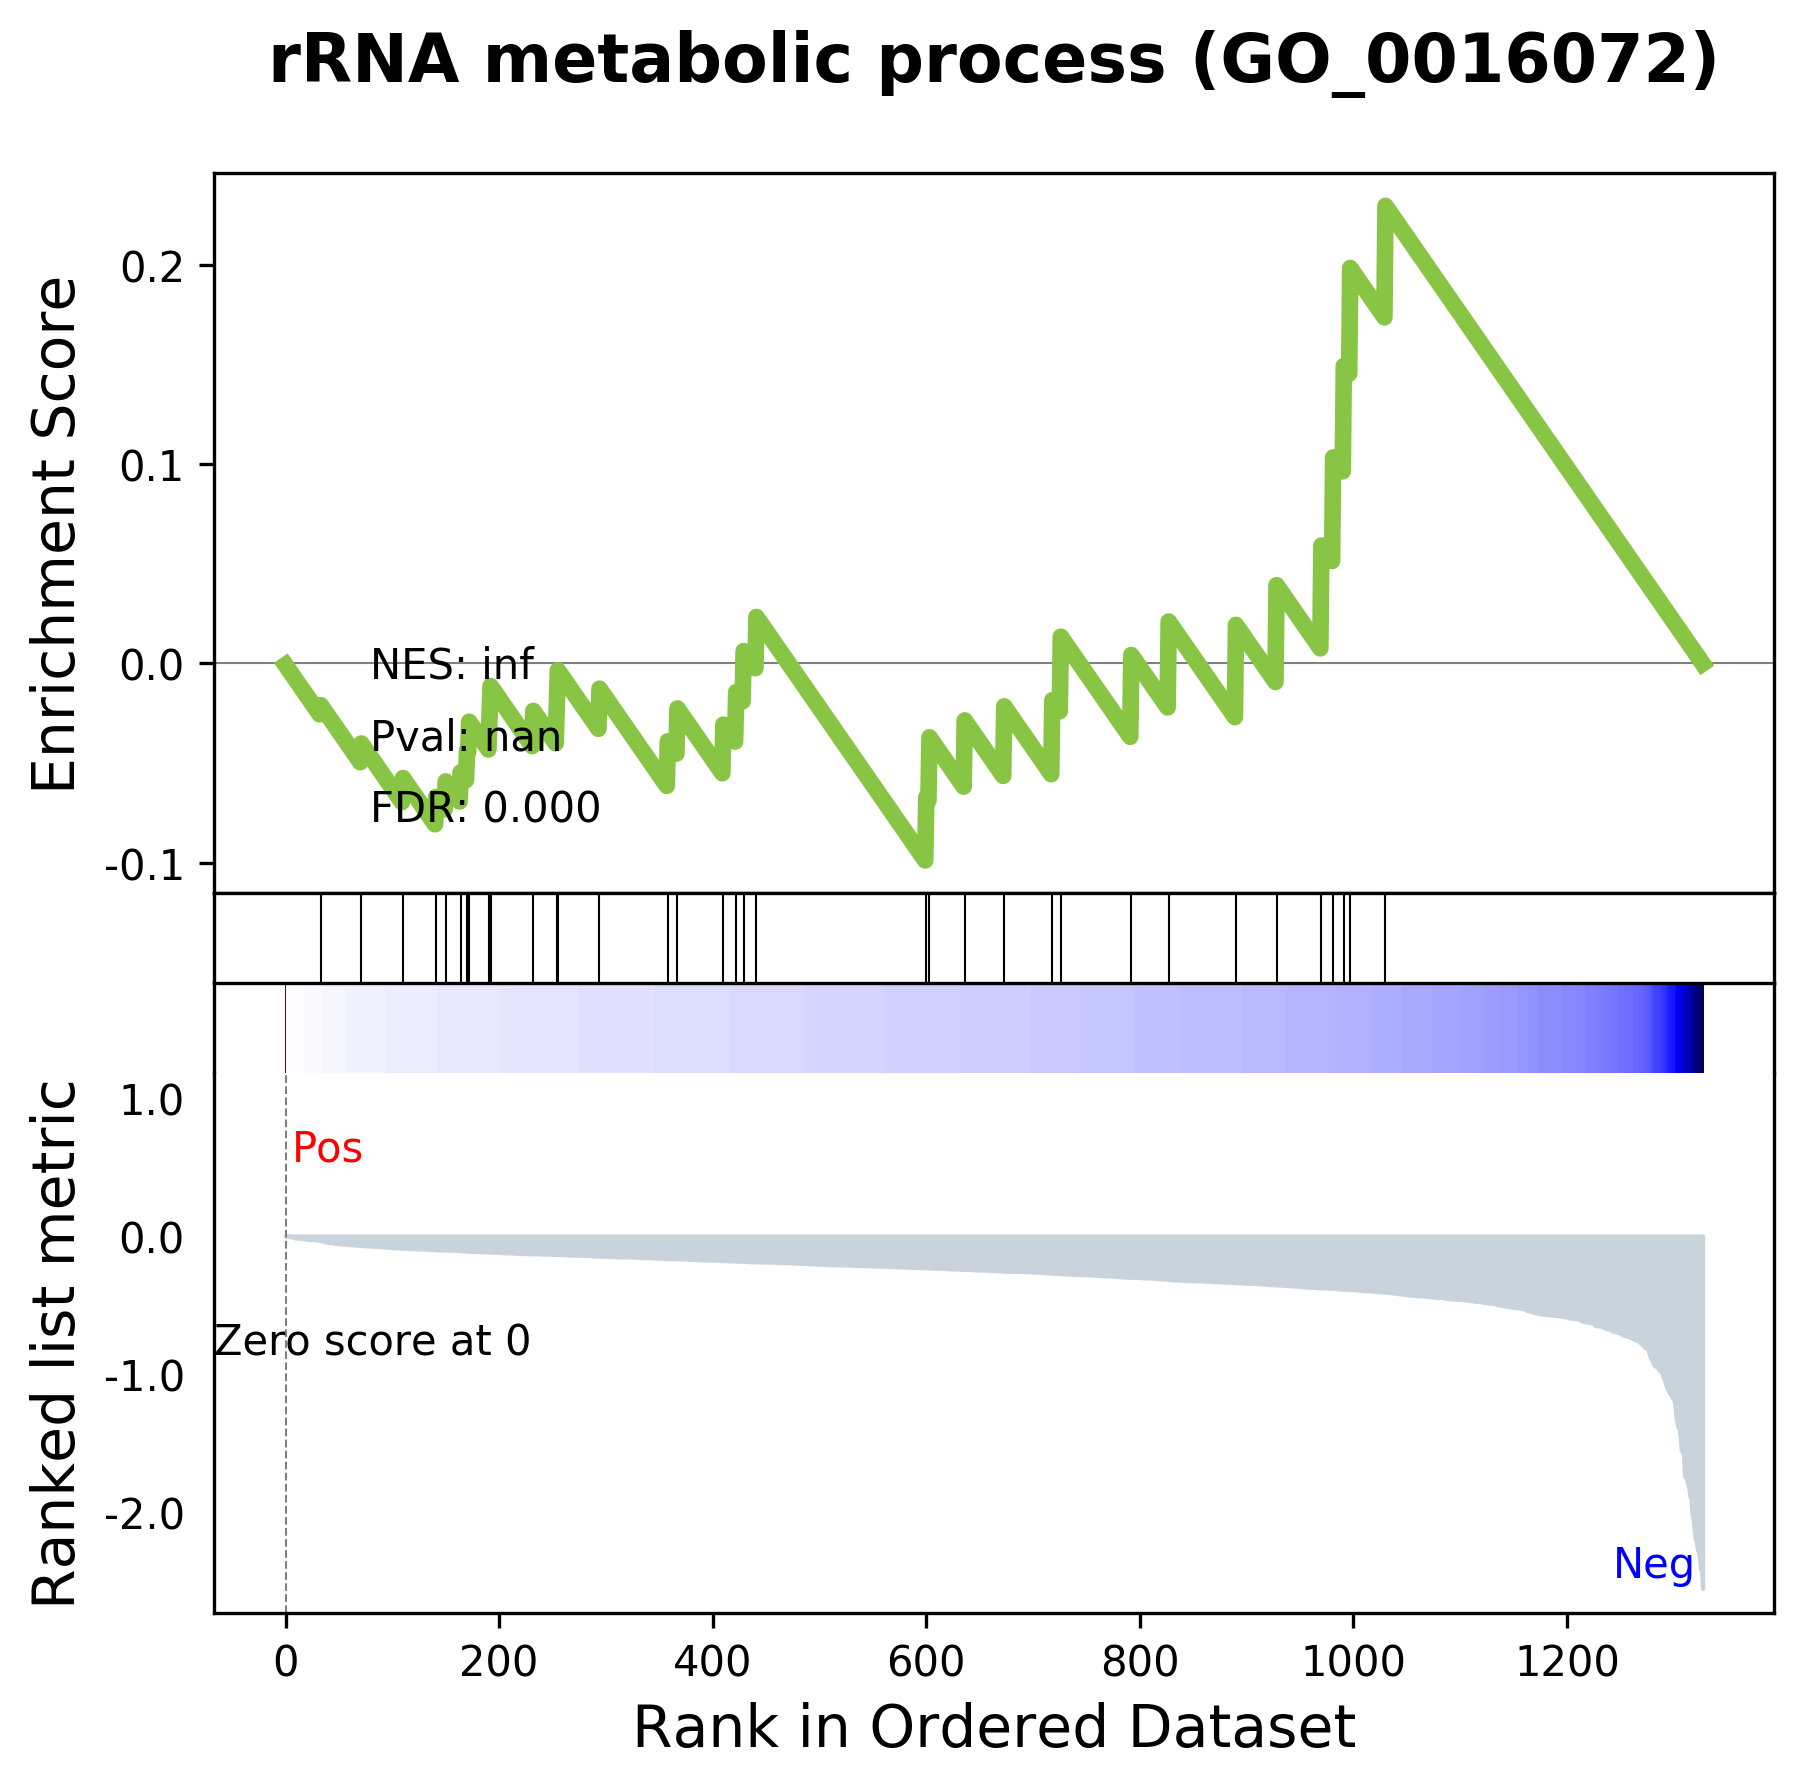 rRNA metabolic process (GO_0016072)
Enrichment Score
0.2
0.1
0.0
-0.1
NES: inf
Pval: nan
FDR: 0.000
Ranked list metric
1.0
0.0
-1.0
-2.0
Pos
Zero score at 0
Neg
0 200 400 600 800 1000 1200
Rank in Ordered Dataset